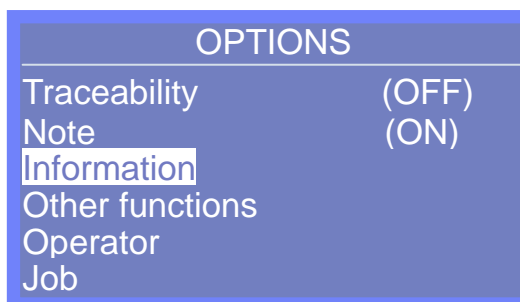 OPTIONS
Traceability (OFF)
Note (ON)
Information
Other functions
Operator
Job